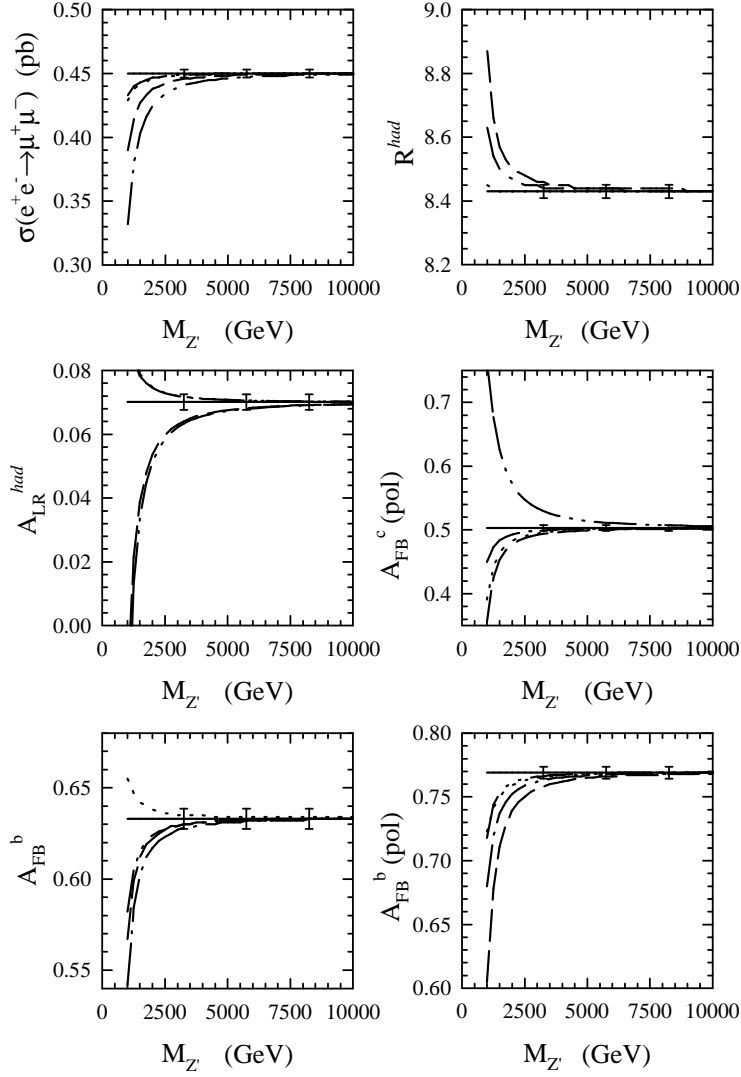 σ(e⁺e⁻→μ⁺μ⁻) (pb)
0.50
0.45
0.40
0.35
0.30
0 2500 5000 7500 10000
M_Z' (GeV)
R^had
9.0
8.8
8.6
8.4
8.2
0 2500 5000 7500 10000
M_Z' (GeV)
A_LR^had
0.08
0.06
0.04
0.02
0.00
0 2500 5000 7500 10000
M_Z' (GeV)
A_FB^c (pol)
0.7
0.6
0.5
0.4
0 2500 5000 7500 10000
M_Z' (GeV)
A_FB^b
0.65
0.60
0.54
0 2500 5000 7500 10000
M_Z' (GeV)
A_FB^b (pol)
0.80
0.75
0.70
0.65
0.60
0 2500 5000 7500 10000
M_Z' (GeV)